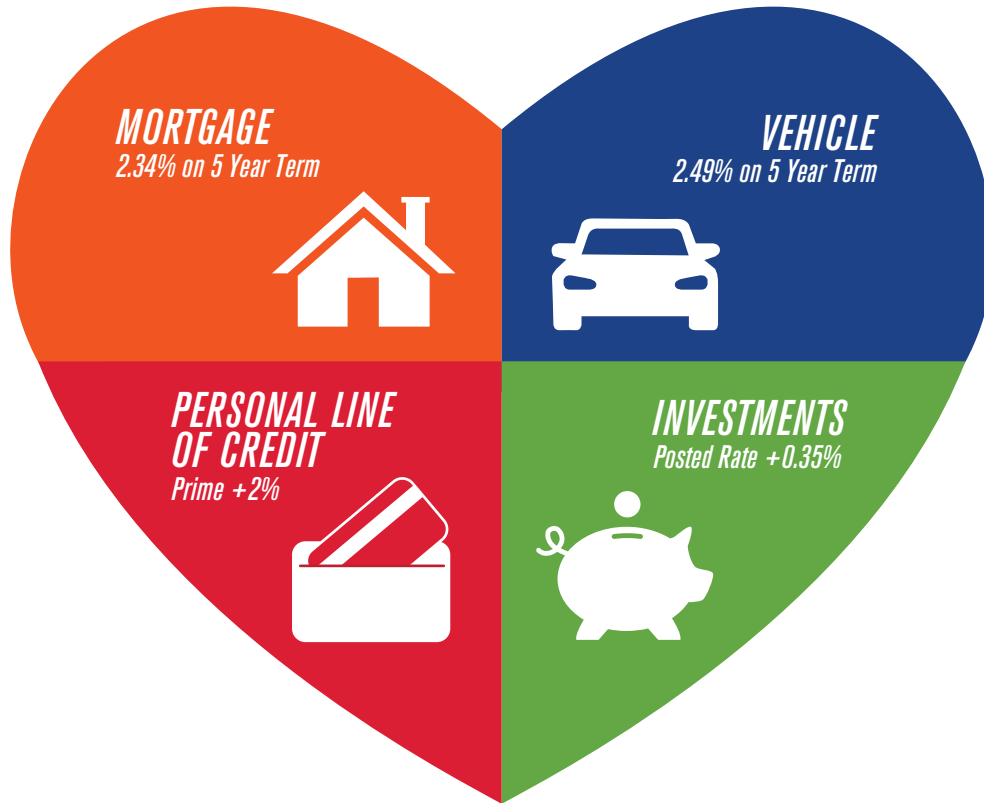 MORTGAGE
2.34% on 5 Year Term
VEHICLE
2.49% on 5 Year Term
PERSONAL LINE
OF CREDIT
Prime +2%
INVESTMENTS
Posted Rate +0.35%